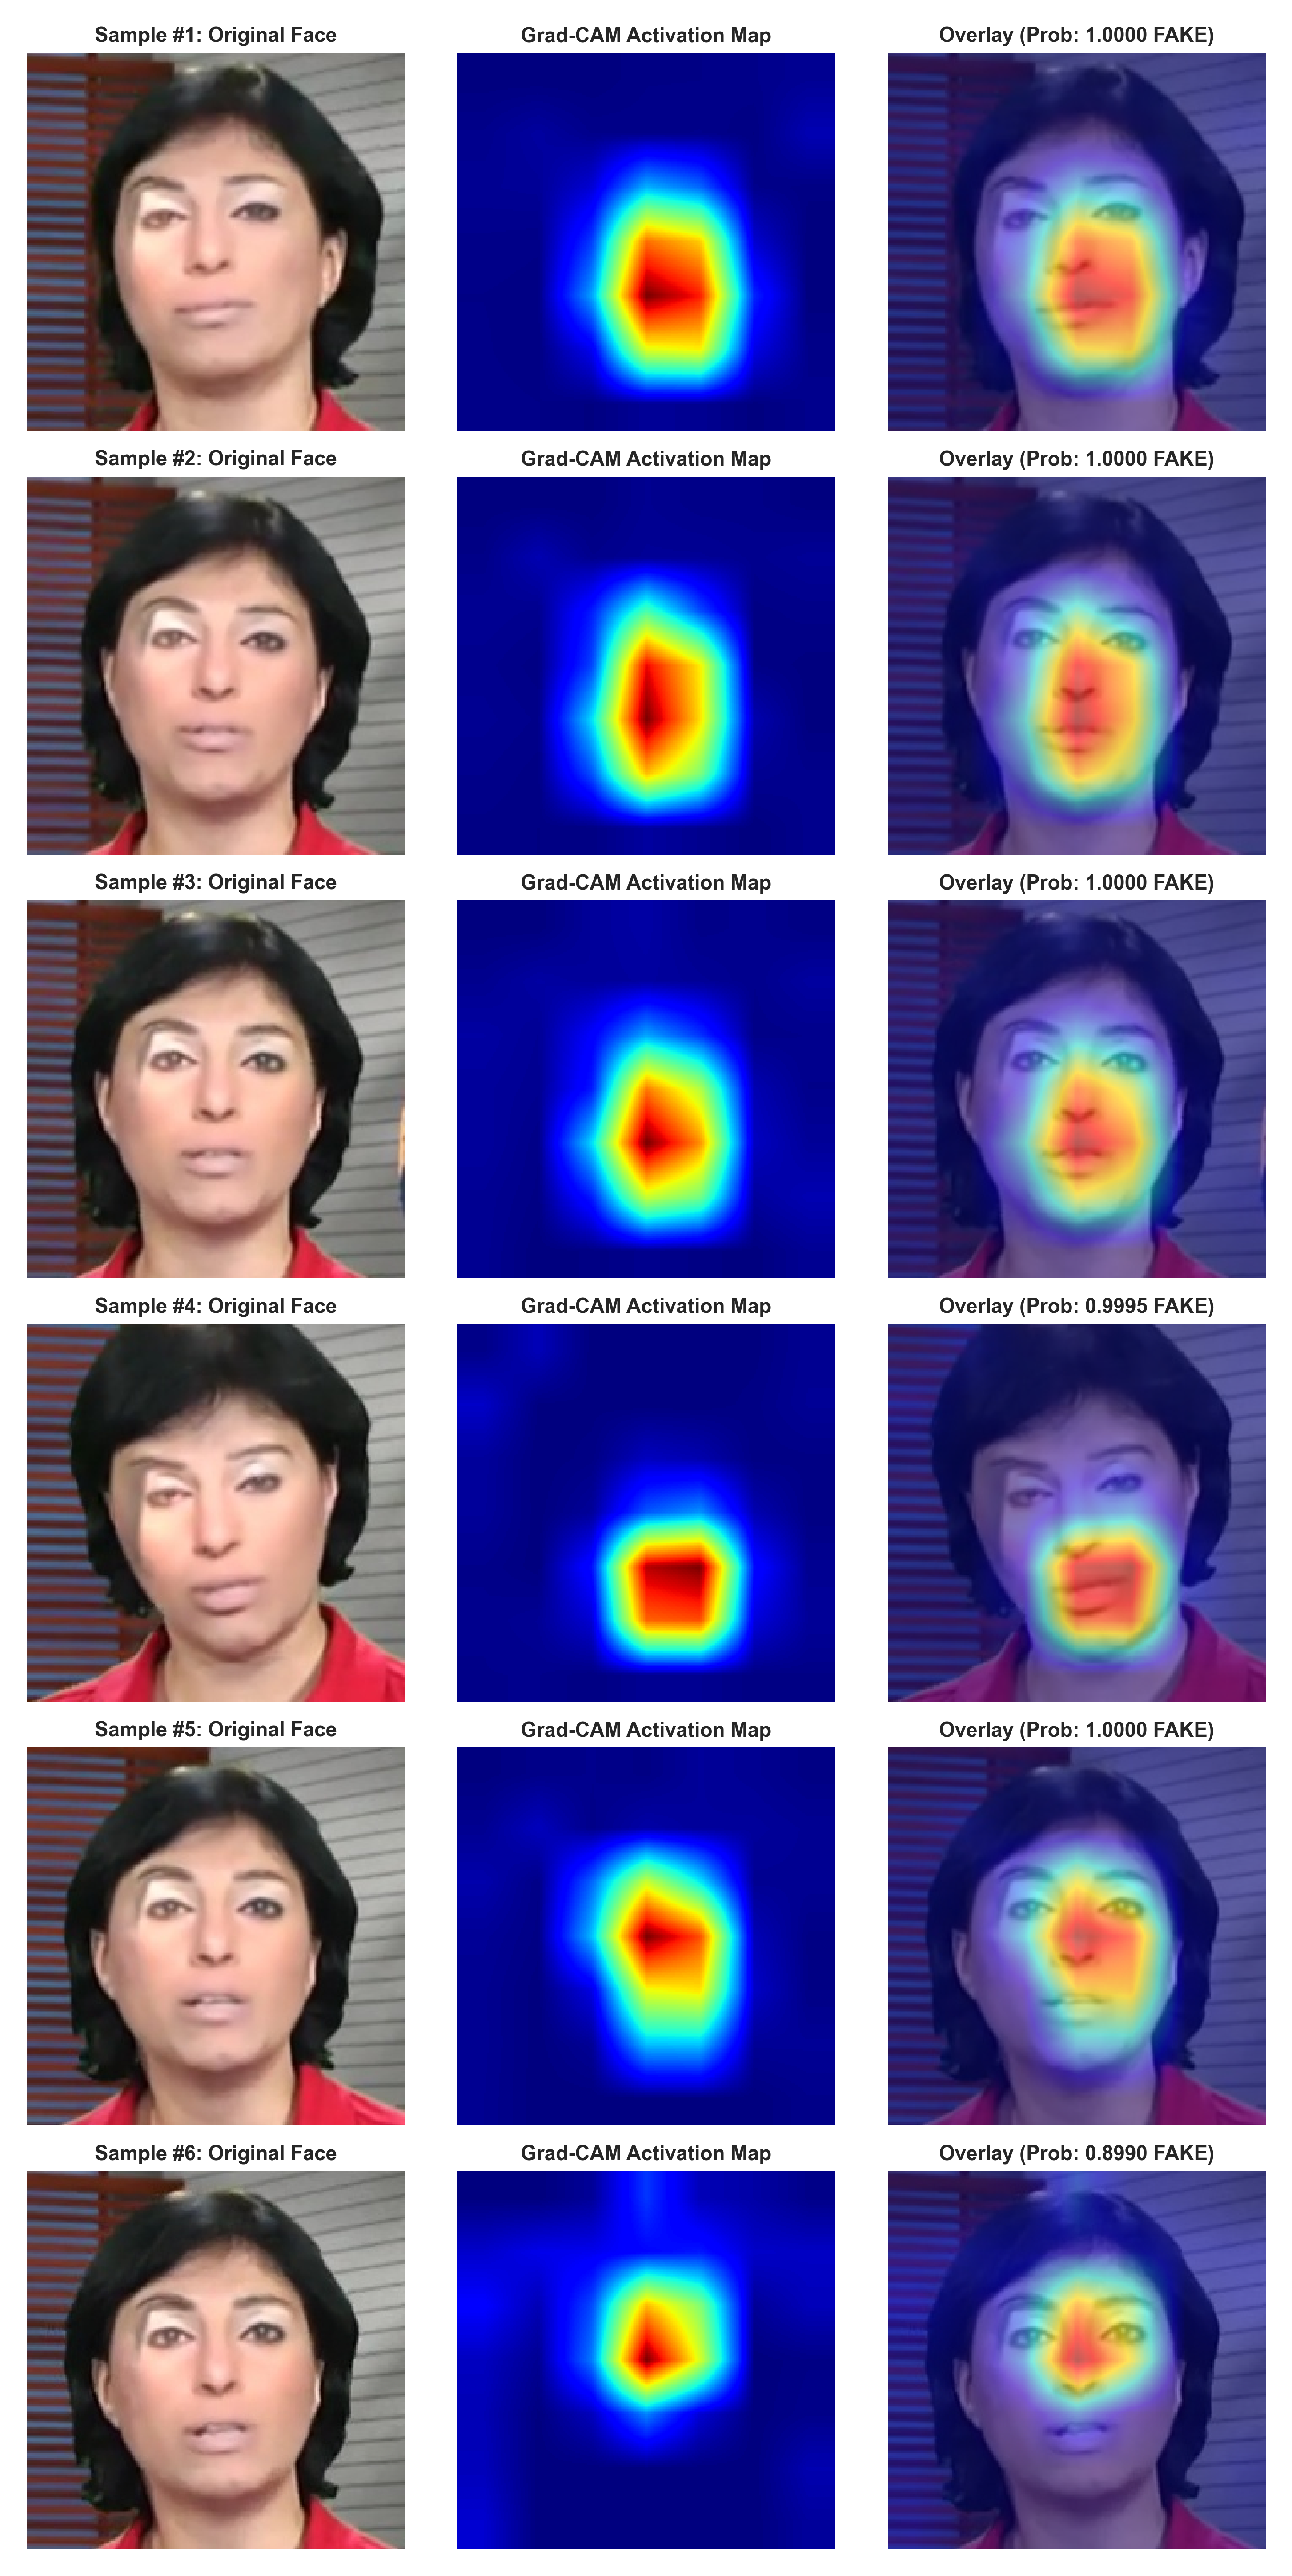 Sample #1: Original Face Grad-CAM Activation Map Overlay (Prob: 1.0000 FAKE)
Sample #2: Original Face Grad-CAM Activation Map Overlay (Prob: 1.0000 FAKE)
Sample #3: Original Face Grad-CAM Activation Map Overlay (Prob: 1.0000 FAKE)
Sample #4: Original Face Grad-CAM Activation Map Overlay (Prob: 0.9995 FAKE)
Sample #5: Original Face Grad-CAM Activation Map Overlay (Prob: 1.0000 FAKE)
Sample #6: Original Face Grad-CAM Activation Map Overlay (Prob: 0.8990 FAKE)